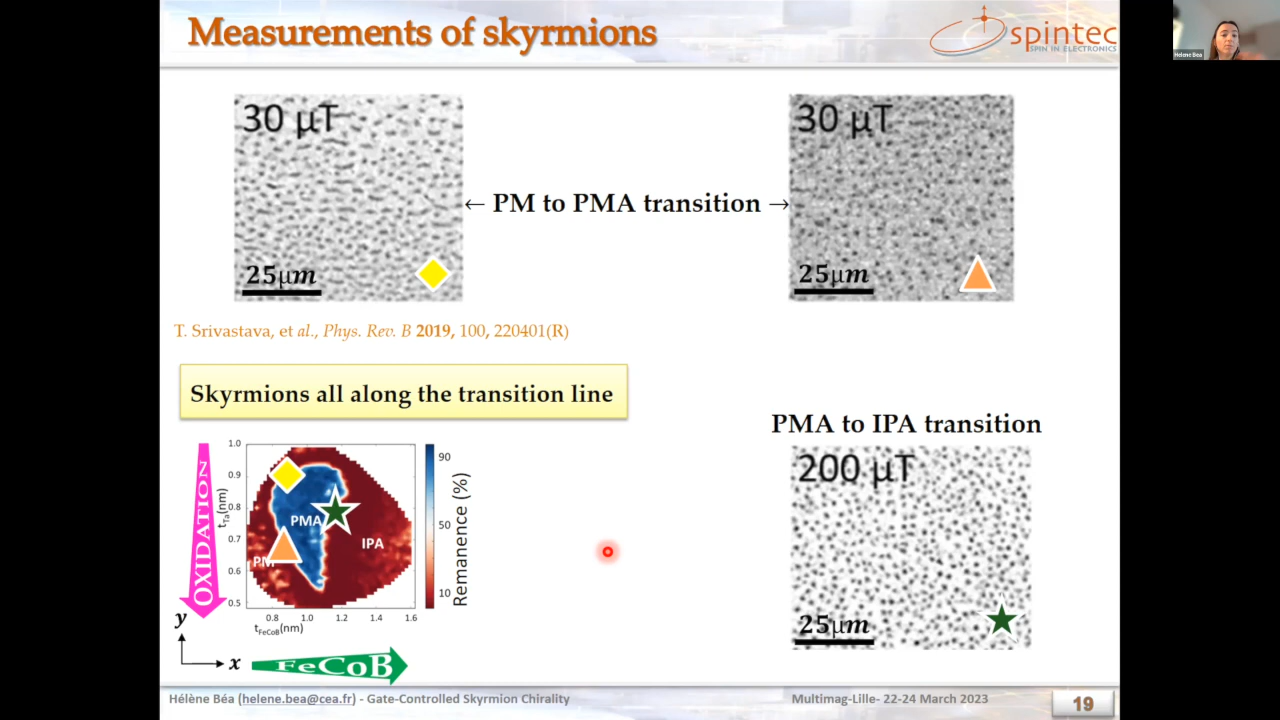 Measurements of skyrmions
spintec
SPIN IN ELECTRONICS
Hélène Béa
30 µT
25µm
← PM to PMA transition →
30 µT
25µm
T. Srivastava, et al., Phys. Rev. B 2019, 100, 220401(R)
Skyrmions all along the transition line
OXIDATION
y
x
FeCoB
1.0
0.9
0.8
0.7
0.6
0.5
tTa(nm)
0.8 1.0 1.2 1.4 1.6
tFeCoB(nm)
PMA
IPA
PM
90
50
10
Remanence (%)
PMA to IPA transition
200 µT
25µm
Hélène Béa (helene.bea@cea.fr) - Gate-Controlled Skyrmion Chirality
Multimag-Lille- 22-24 March 2023
19